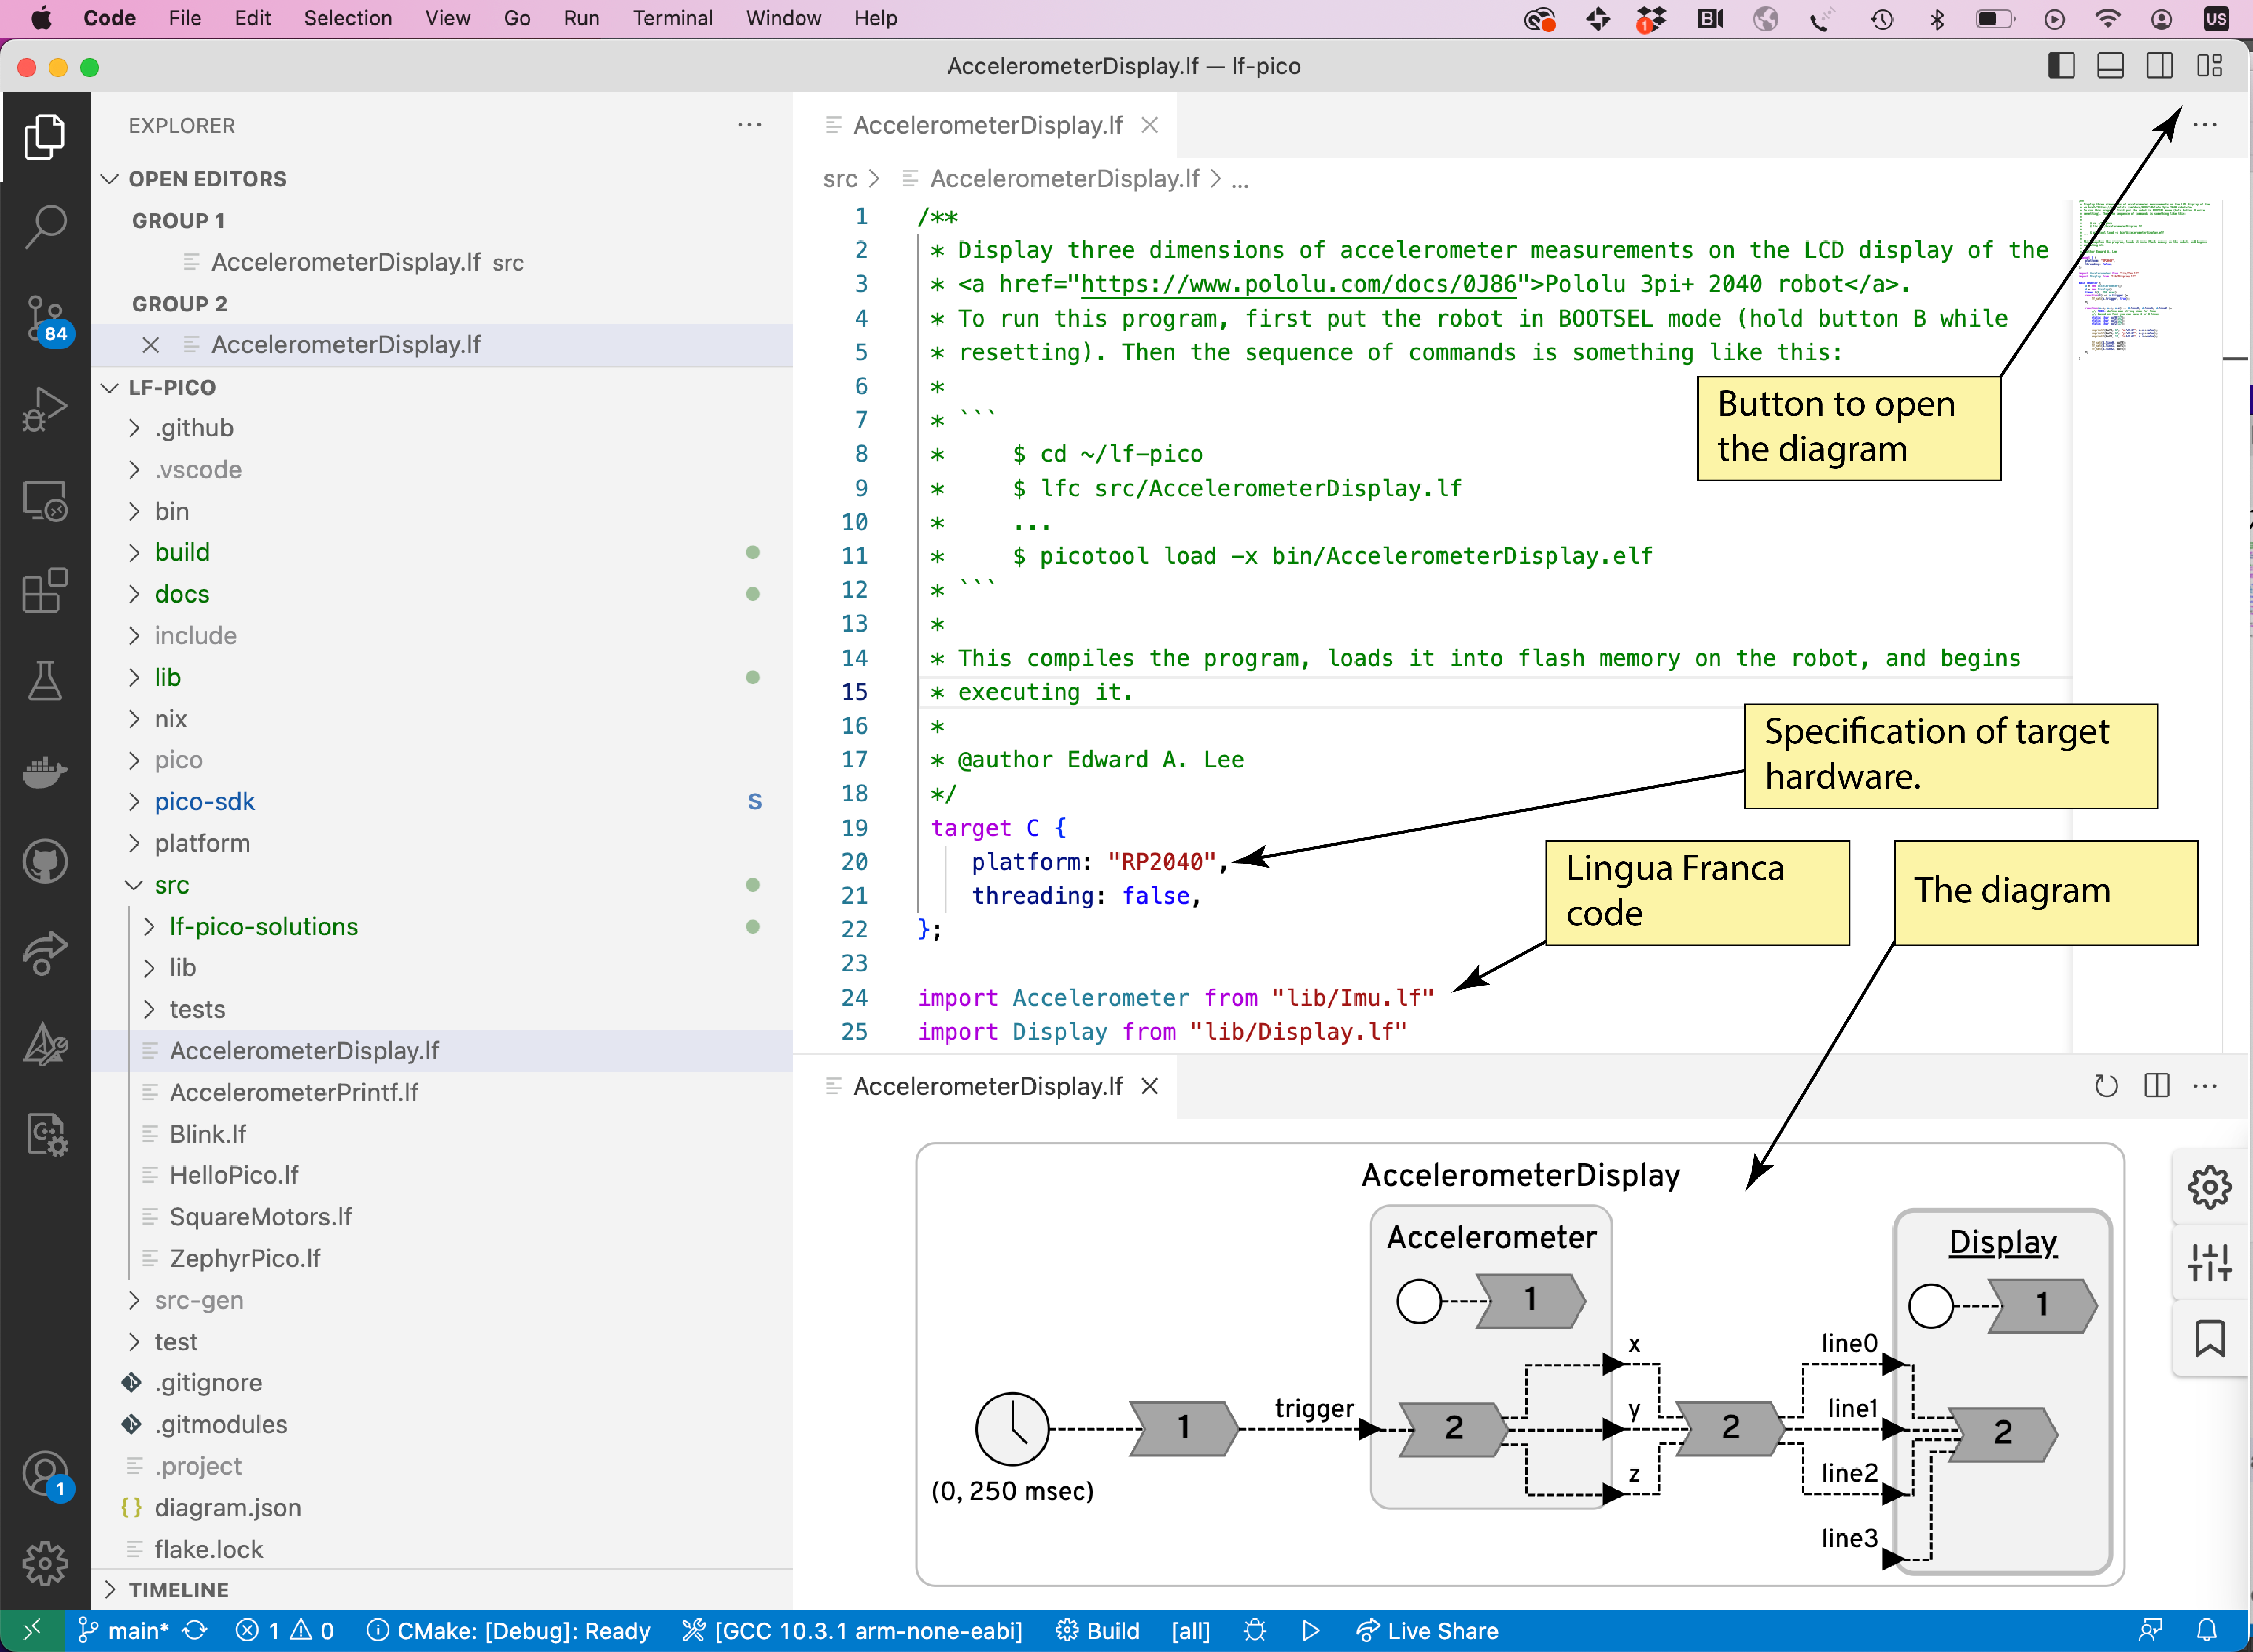 Code File Edit Selection View Go Run Terminal Window Help
1
US
AccelerometerDisplay.lf — lf-pico
EXPLORER
OPEN EDITORS
GROUP 1
AccelerometerDisplay.lf src
GROUP 2
AccelerometerDisplay.lf
LF-PICO
.github
.vscode
bin
build
docs
include
lib
nix
pico
pico-sdk S
platform
src
lf-pico-solutions
lib
tests
AccelerometerDisplay.lf
AccelerometerPrintf.lf
Blink.lf
HelloPico.lf
SquareMotors.lf
ZephyrPico.lf
src-gen
test
.gitignore
.gitmodules
.project
{} diagram.json
flake.lock
TIMELINE
84
1
AccelerometerDisplay.lf
src > AccelerometerDisplay.lf > ...
1 /**
2 * Display three dimensions of accelerometer measurements on the LCD display of the
3 * <a href="https://www.pololu.com/docs/0J86">Pololu 3pi+ 2040 robot</a>.
4 * To run this program, first put the robot in BOOTSEL mode (hold button B while
5 * resetting). Then the sequence of commands is something like this:
6 *
7 * ```
8 * $ cd ~/lf-pico
9 * $ lfc src/AccelerometerDisplay.lf
10 * ...
11 * $ picotool load -x bin/AccelerometerDisplay.elf
12 * ```
13 *
14 * This compiles the program, loads it into flash memory on the robot, and begins
15 * executing it.
16 *
17 * @author Edward A. Lee
18 */
19 target C {
20 platform: "RP2040",
21 threading: false,
22 };
23
24 import Accelerometer from "lib/Imu.lf"
25 import Display from "lib/Display.lf"
Button to open
the diagram
Specification of target
hardware.
Lingua Franca
code
The diagram
AccelerometerDisplay.lf
AccelerometerDisplay
Accelerometer
Display
1
1
x
line0
trigger
y
line1
1
2
2
2
z
line2
(0, 250 msec)
line3
main* 1 0 CMake: [Debug]: Ready [GCC 10.3.1 arm-none-eabi] Build [all] Live Share